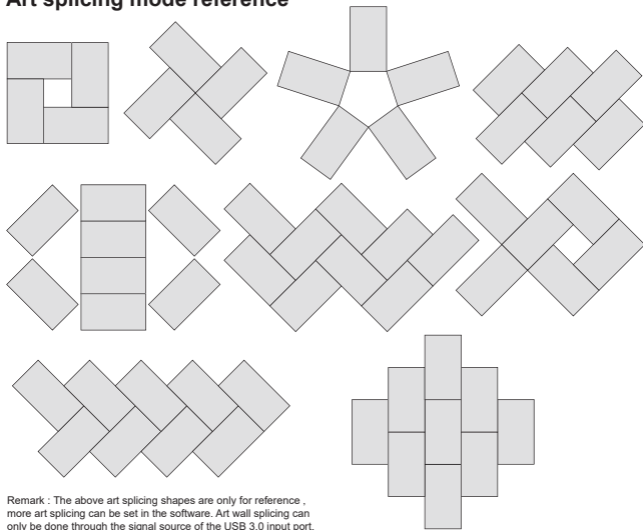 Art splicing mode reference
Remark : The above art splicing shapes are only for reference ,
more art splicing can be set in the software. Art wall splicing can
only be done through the signal source of the USB 3.0 input port.